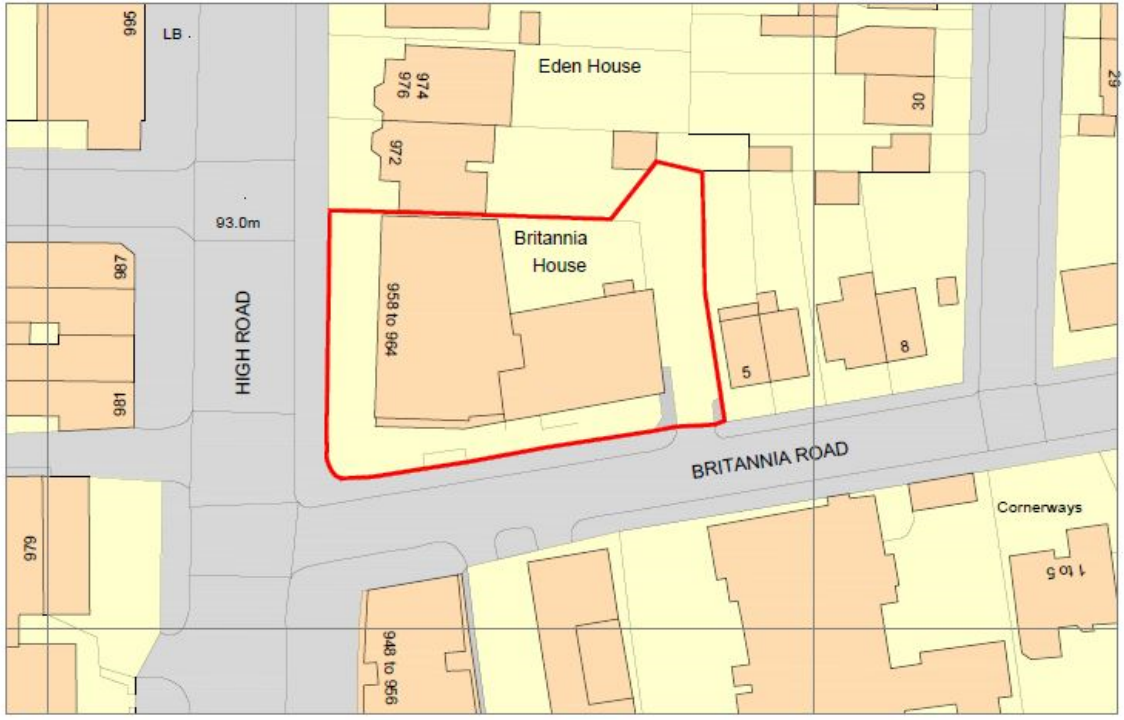 966
LB .
Eden House
974
976
30
29
972
93.0m
Britannia
House
987
958 to 964
HIGH ROAD
981
5
8
BRITANNIA ROAD
979
Cornerways
1 to 5
948 to 956